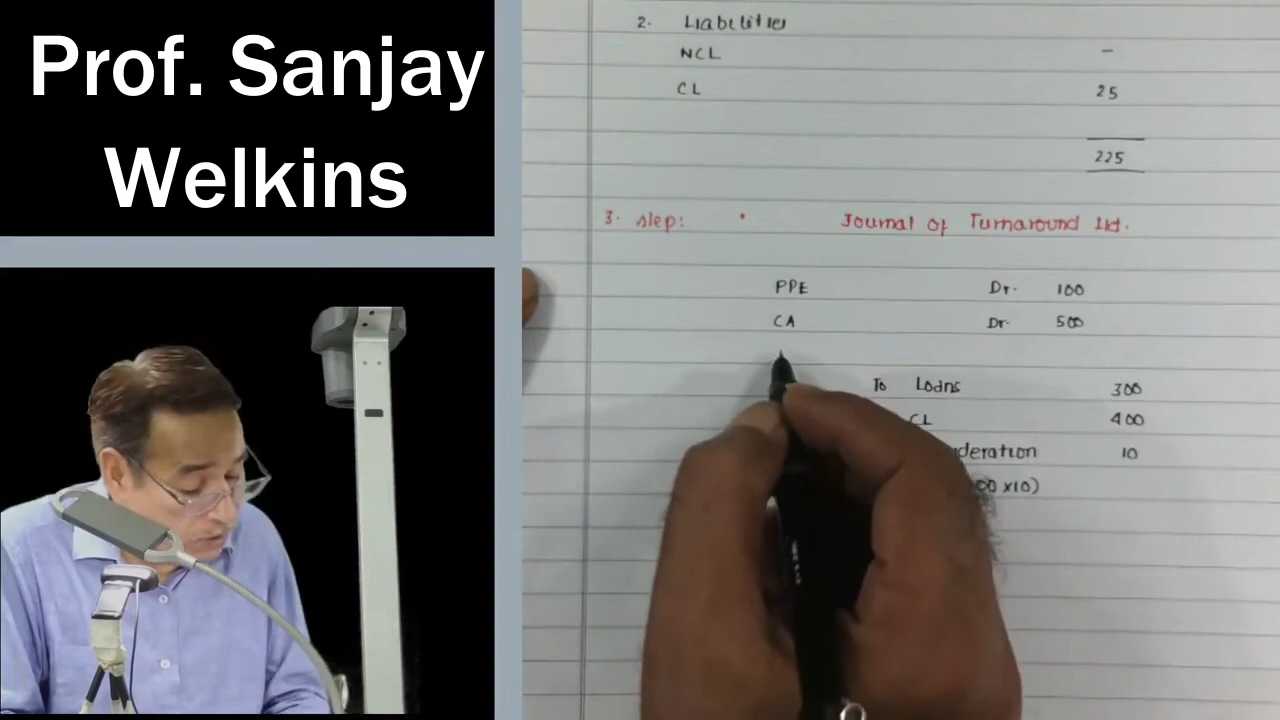 Prof. Sanjay
Welkins
2. Liabilities
NCL –
CL 25
225
3. step: Journal of Turnaround Ltd.
PPE Dr. 100
CA Dr. 500
To Loans 300
CL 400
10
x10)